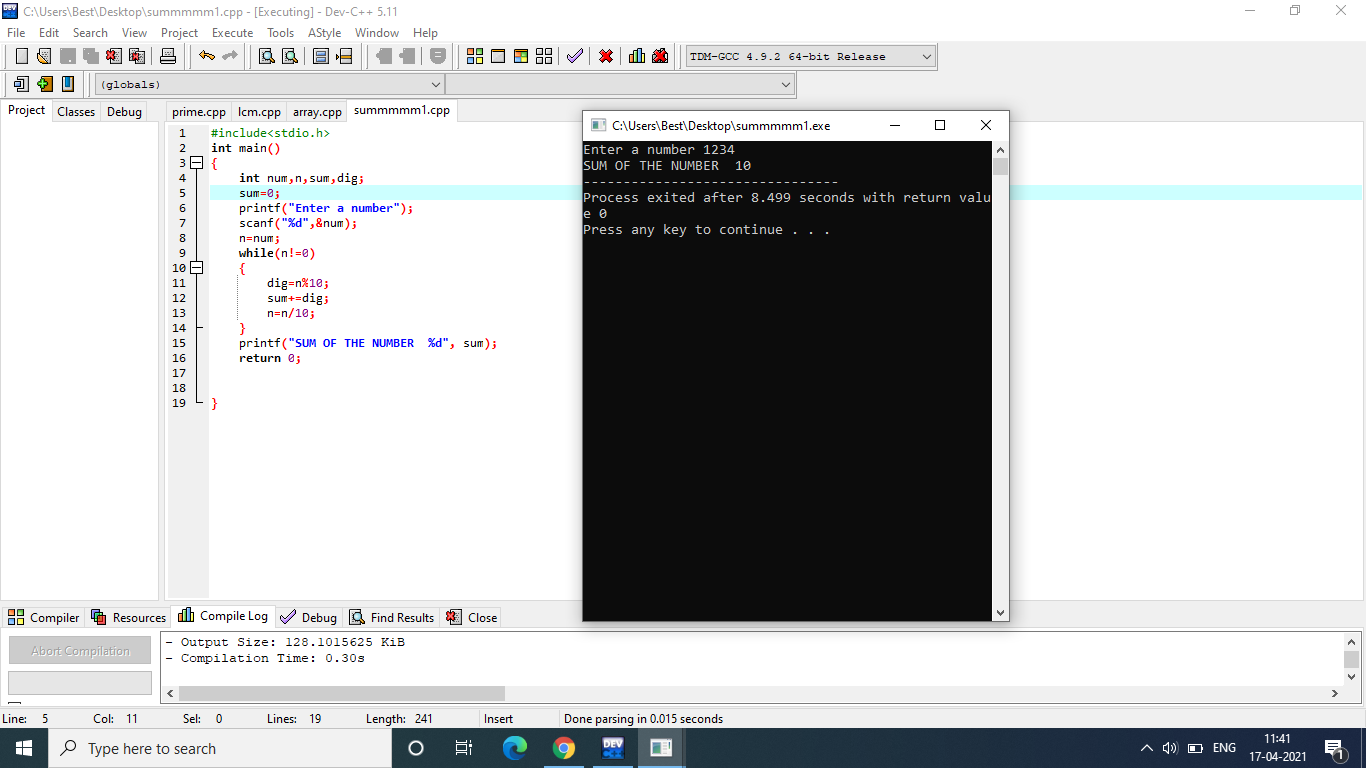 C:\Users\Best\Desktop\summmmm1.cpp - [Executing] - Dev-C++ 5.11
File Edit Search View Project Execute Tools AStyle Window Help
TDM-GCC 4.9.2 64-bit Release
(globals)
Project Classes Debug
prime.cpp lcm.cpp array.cpp summmmm1.cpp
1 #include<stdio.h>
2 int main()
3 {
4 int num,n,sum,dig;
5 sum=0;
6 printf("Enter a number");
7 scanf("%d",&num);
8 n=num;
9 while(n!=0)
10 {
11 dig=n%10;
12 sum+=dig;
13 n=n/10;
14 }
15 printf("SUM OF THE NUMBER  %d", sum);
16 return 0;
17
18
19 }
C:\Users\Best\Desktop\summmmm1.exe
Enter a number 1234
SUM OF THE NUMBER  10
--------------------------------
Process exited after 8.499 seconds with return valu
e 0
Press any key to continue . . .
Compiler Resources Compile Log Debug Find Results Close
Abort Compilation
- Output Size: 128.1015625 KiB
- Compilation Time: 0.30s
Line: 5 Col: 11 Sel: 0 Lines: 19 Length: 241 Insert Done parsing in 0.015 seconds
Type here to search
DEV
C++
ENG
11:41
17-04-2021
1